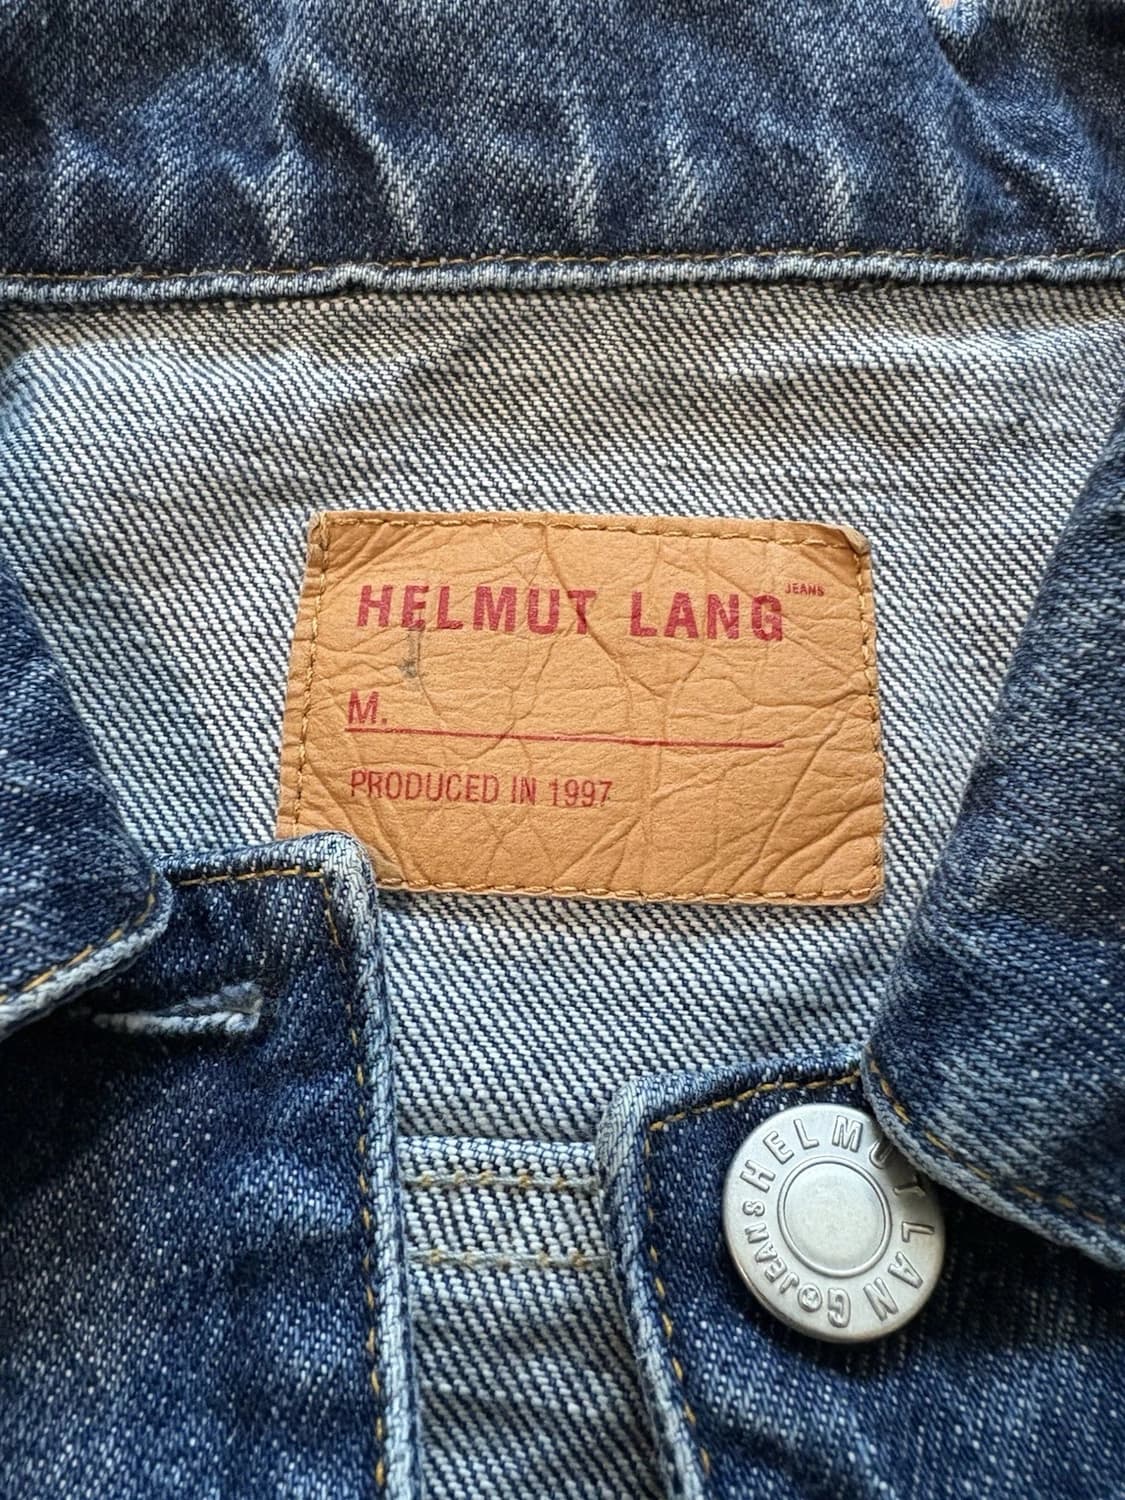 HELMUT LANG JEANS
M.
PRODUCED IN 1997
HELMUT LANG JEANS